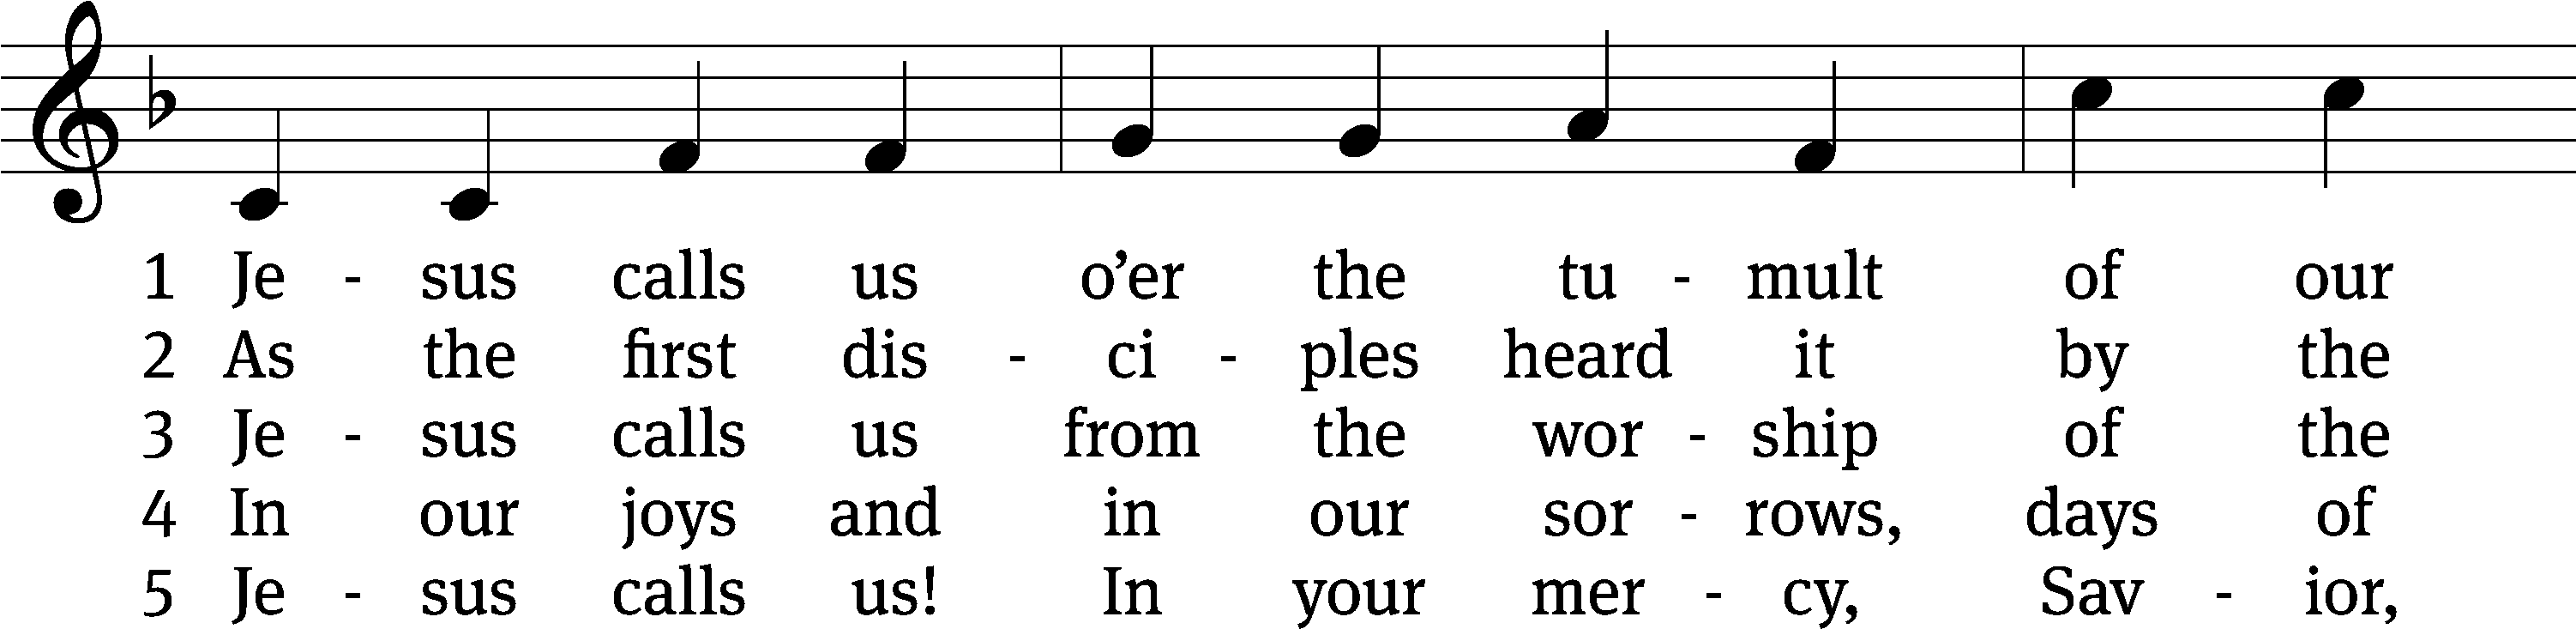 1 Je - sus calls us o’er the tu - mult of our
2 As the first dis - ci - ples heard it by the
3 Je - sus calls us from the wor - ship of the
4 In our joys and in our sor - rows, days of
5 Je - sus calls us! In your mer - cy, Sav - ior,